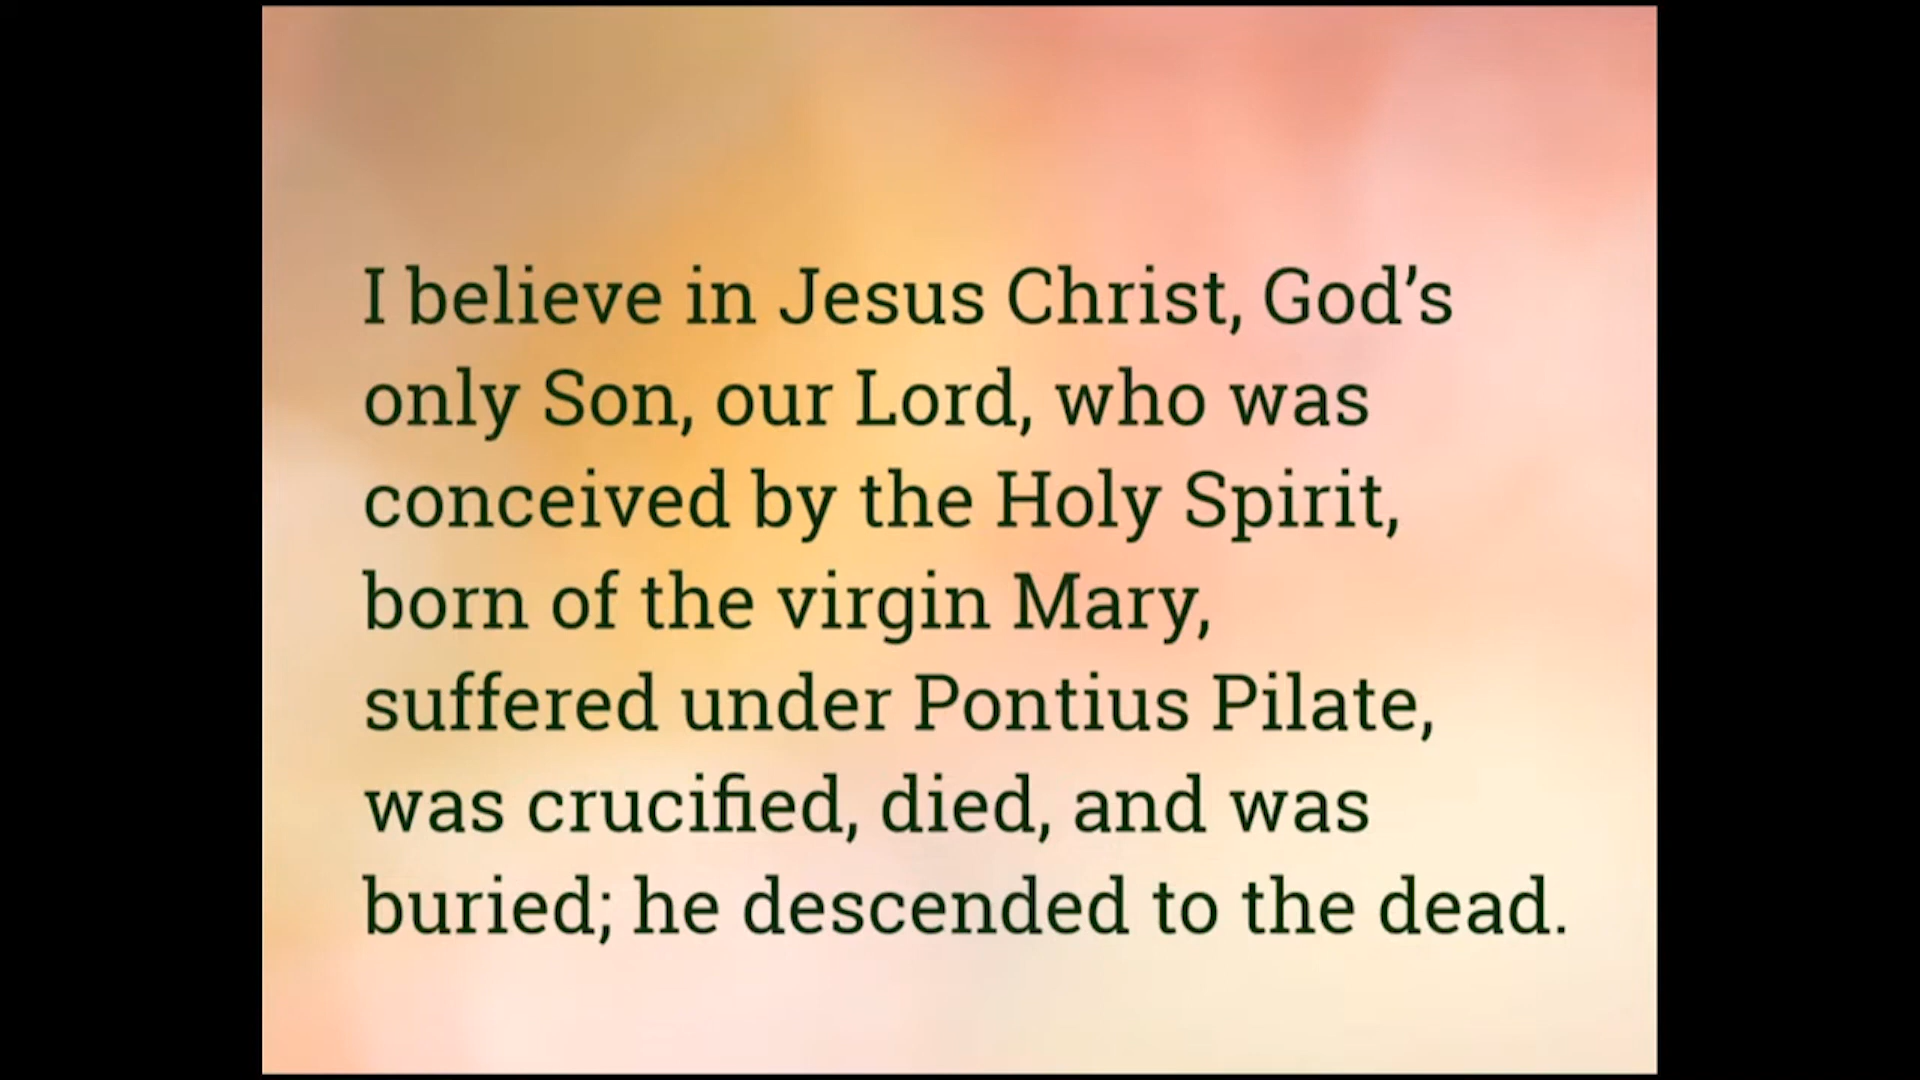 I believe in Jesus Christ, God’s
only Son, our Lord, who was
conceived by the Holy Spirit,
born of the virgin Mary,
suffered under Pontius Pilate,
was crucified, died, and was
buried; he descended to the dead.